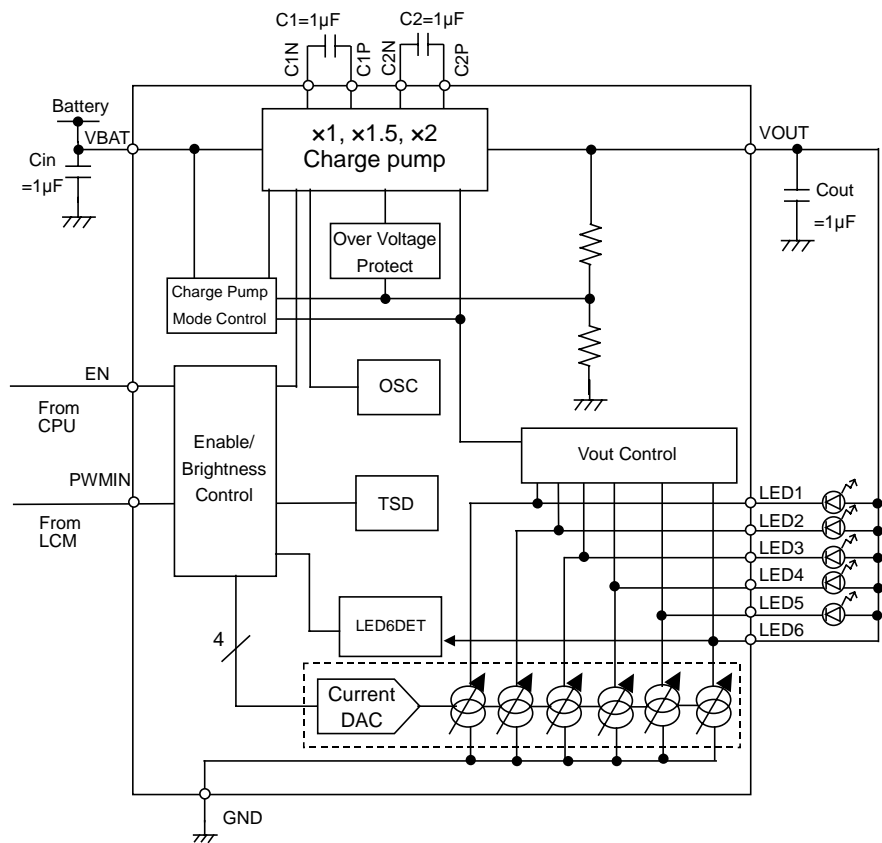 C1=1µF
C2=1µF
C1N
C1P
C2N
C2P
Battery
VBAT
Cin
=1µF
×1, ×1.5, ×2
Charge pump
VOUT
Cout
=1µF
Over Voltage
Protect
Charge Pump
Mode Control
EN
From
CPU
OSC
Enable/
Brightness
Control
Vout Control
PWMIN
From
LCM
TSD
LED1
LED2
LED3
LED4
LED5
LED6
LED6DET
4
Current
DAC
GND